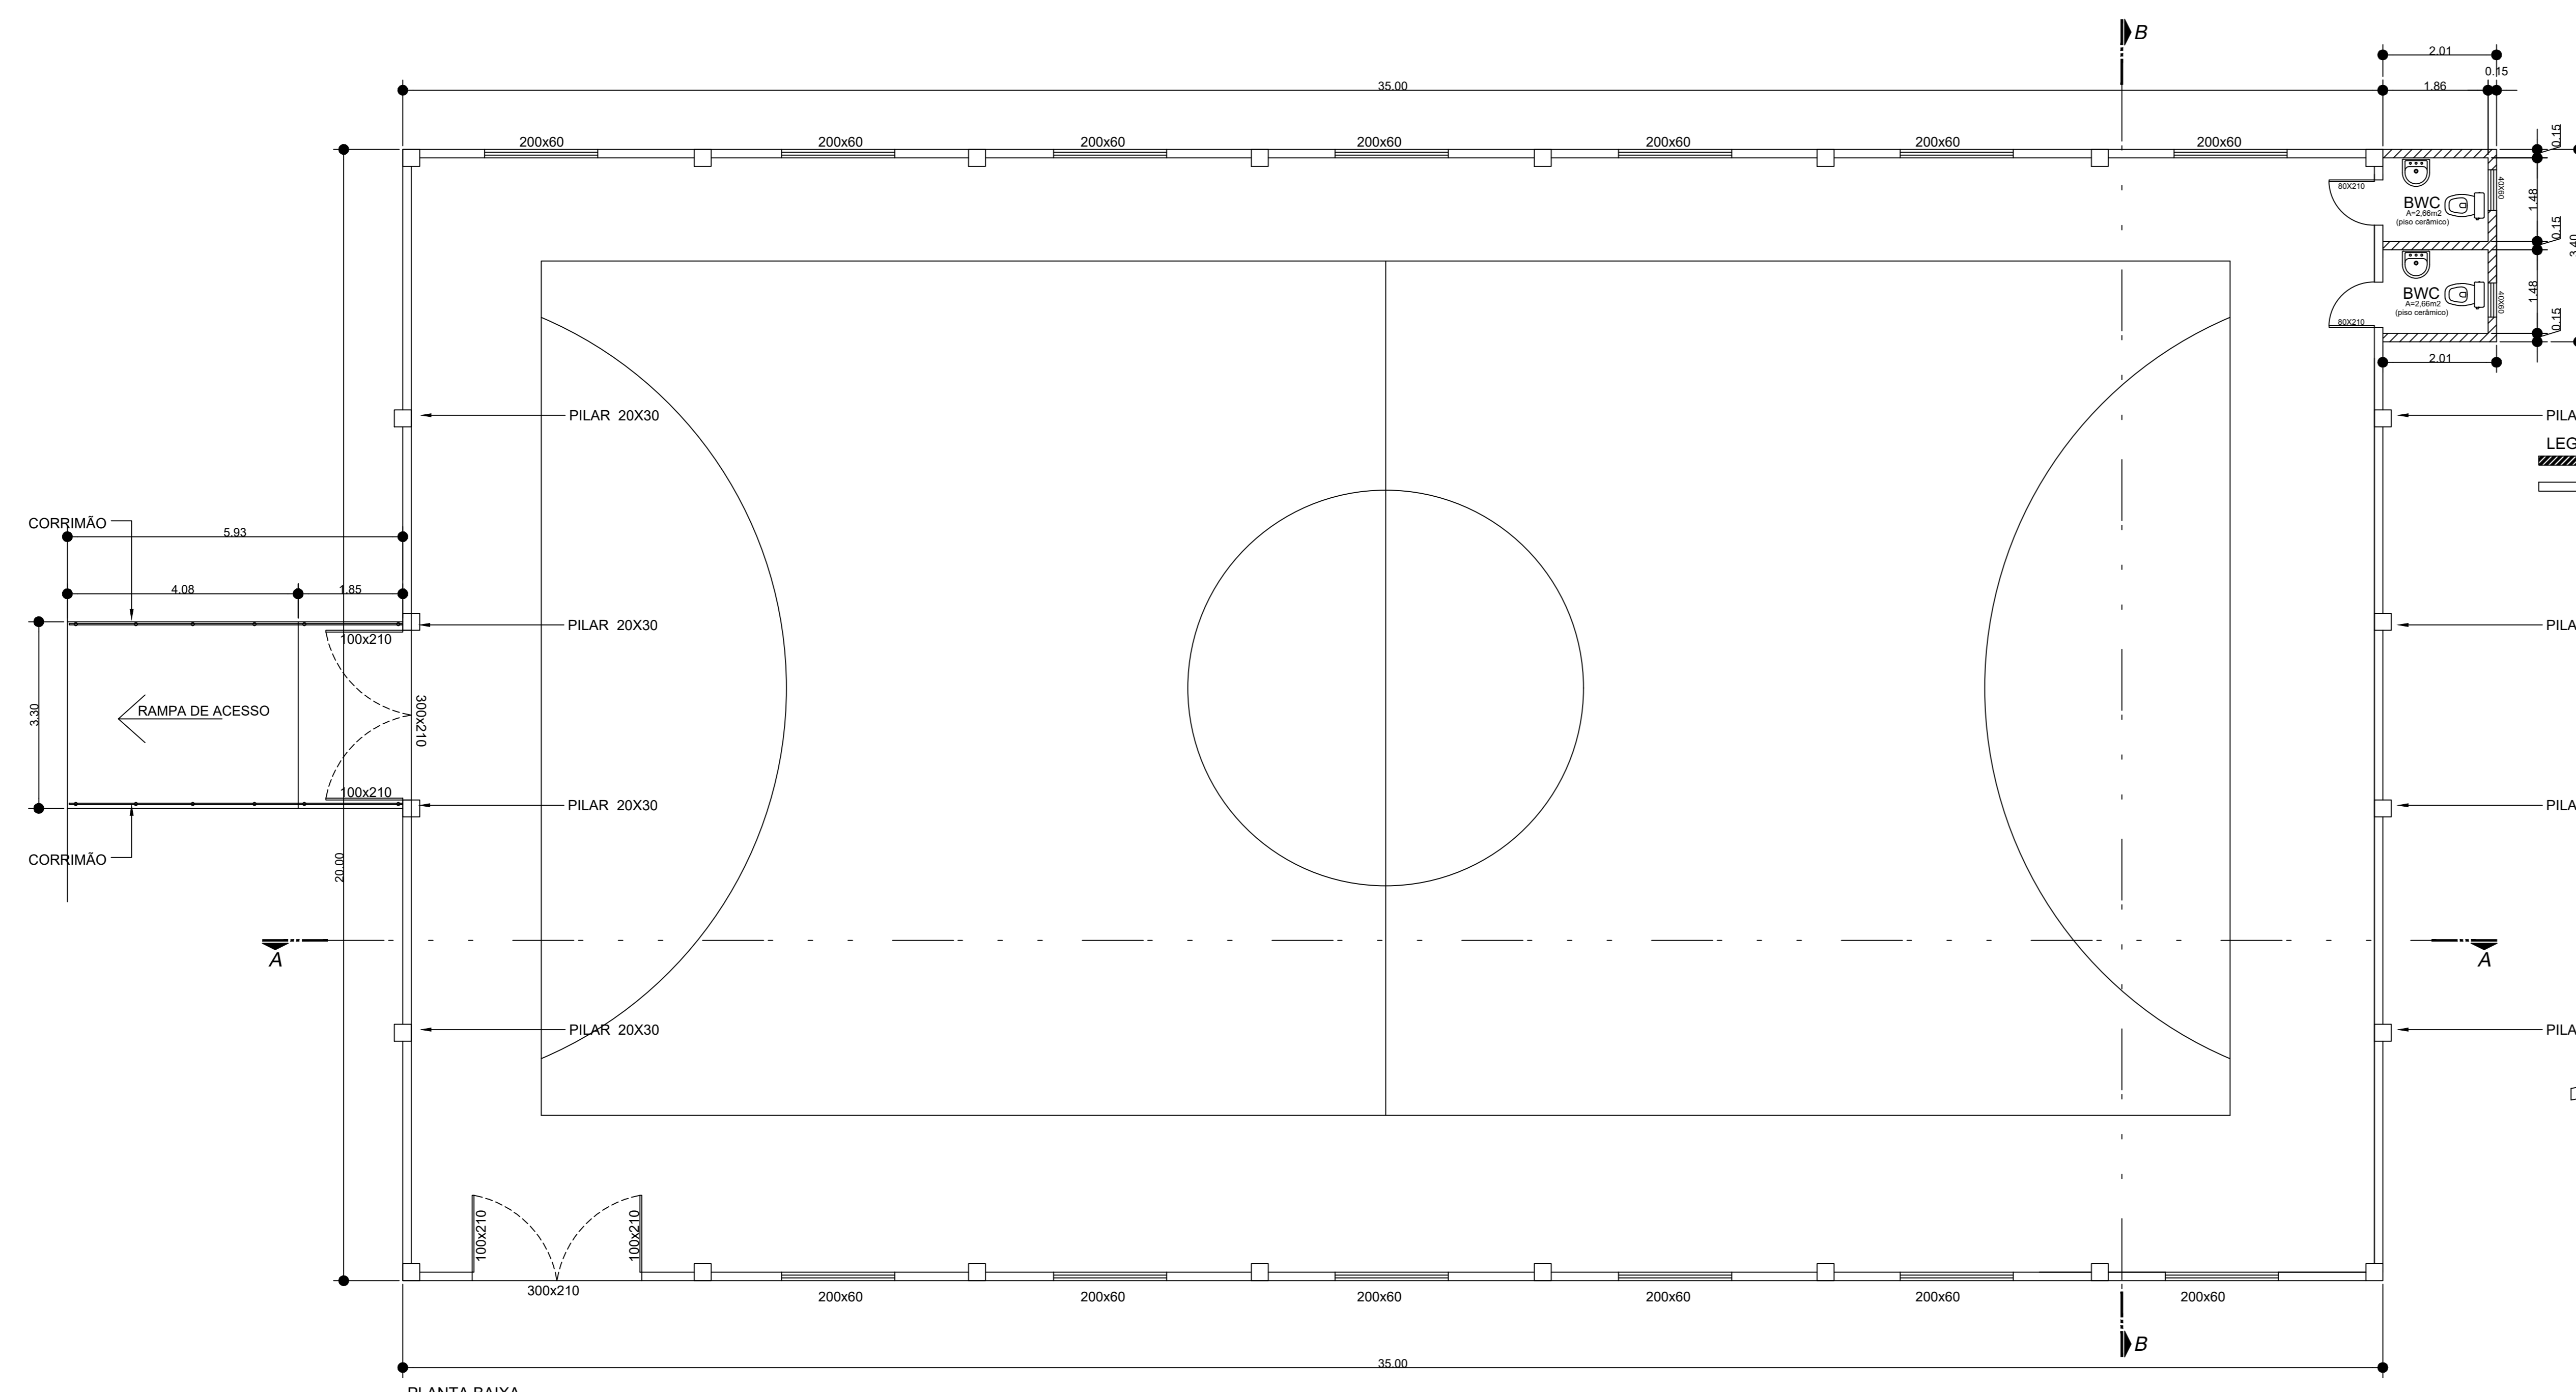 B
2.01
0.15
35.00
1.86
200x60
200x60
200x60
200x60
200x60
200x60
200x60
0.15
80X210
BWC
A=2,66m2
(piso cerâmico)
40X60
1.48
0.15
3.40
BWC
A=2,66m2
(piso cerâmico)
40X60
1.48
80X210
0.15
2.01
PILAR 20X30
PILA
LEG
CORRIMÃO
5.93
4.08
1.85
PILAR 20X30
PILA
100x210
300x210
3.30
RAMPA DE ACESSO
100x210
PILAR 20X30
PILA
CORRIMÃO
20.00
A
A
PILAR 20X30
PILA
100x210
100x210
300x210
200x60
200x60
200x60
200x60
200x60
200x60
B
35.00
PLANTA BAIXA